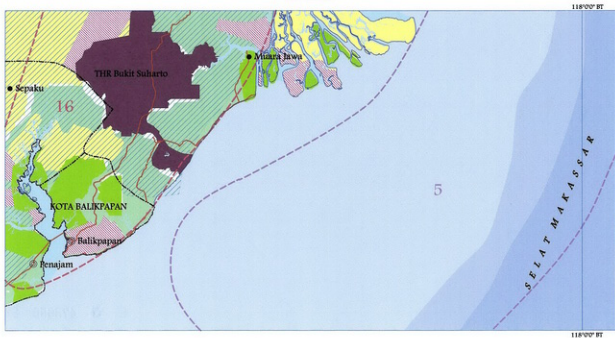 118°0'0" BT
Muara Jawa
THR Bukit Suharto
Sepaku
16
5
SELAT MAKASSAR
KOTA BALIKPAPAN
Balikpapan
Penajam
118°0'0" BT